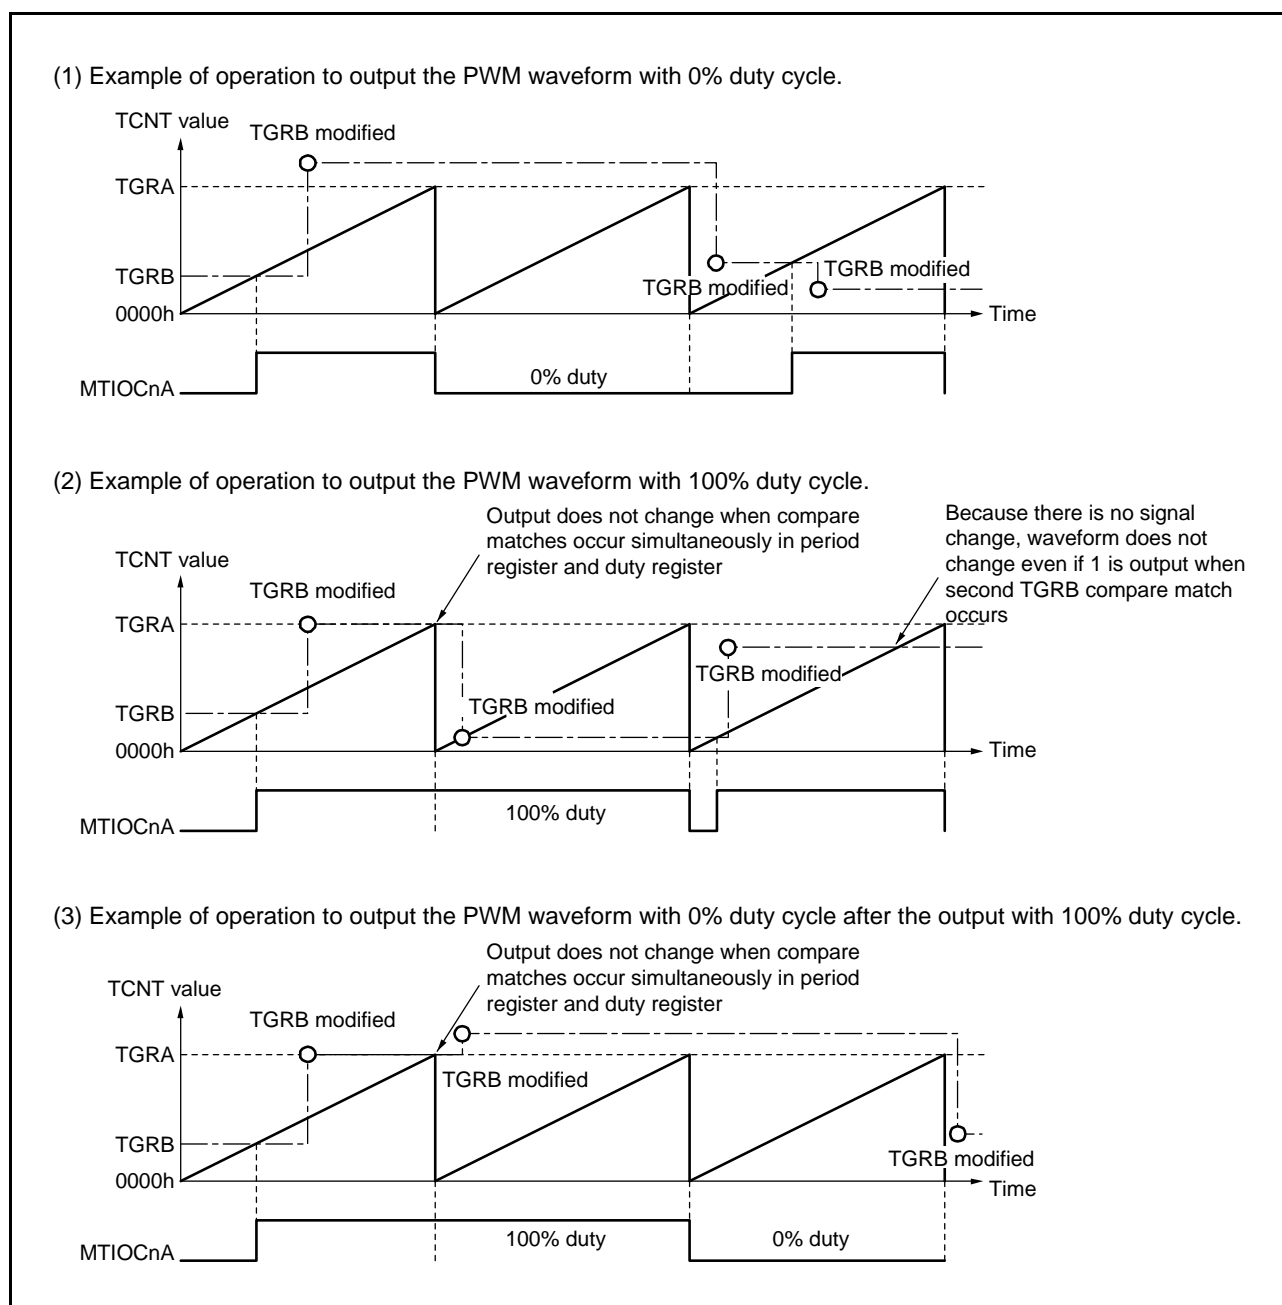 (1) Example of operation to output the PWM waveform with 0% duty cycle.
TCNT value
TGRB modified
TGRA
TGRB
TGRB modified
TGRB modified
0000h
Time
0% duty
MTIOCnA
(2) Example of operation to output the PWM waveform with 100% duty cycle.
Output does not change when compare
matches occur simultaneously in period
register and duty register
Because there is no signal
change, waveform does not
change even if 1 is output when
second TGRB compare match
occurs
TCNT value
TGRB modified
TGRA
TGRB modified
TGRB modified
TGRB
0000h
Time
100% duty
MTIOCnA
(3) Example of operation to output the PWM waveform with 0% duty cycle after the output with 100% duty cycle.
Output does not change when compare
matches occur simultaneously in period
register and duty register
TCNT value
TGRB modified
TGRA
TGRB modified
TGRB
TGRB modified
0000h
Time
100% duty
0% duty
MTIOCnA